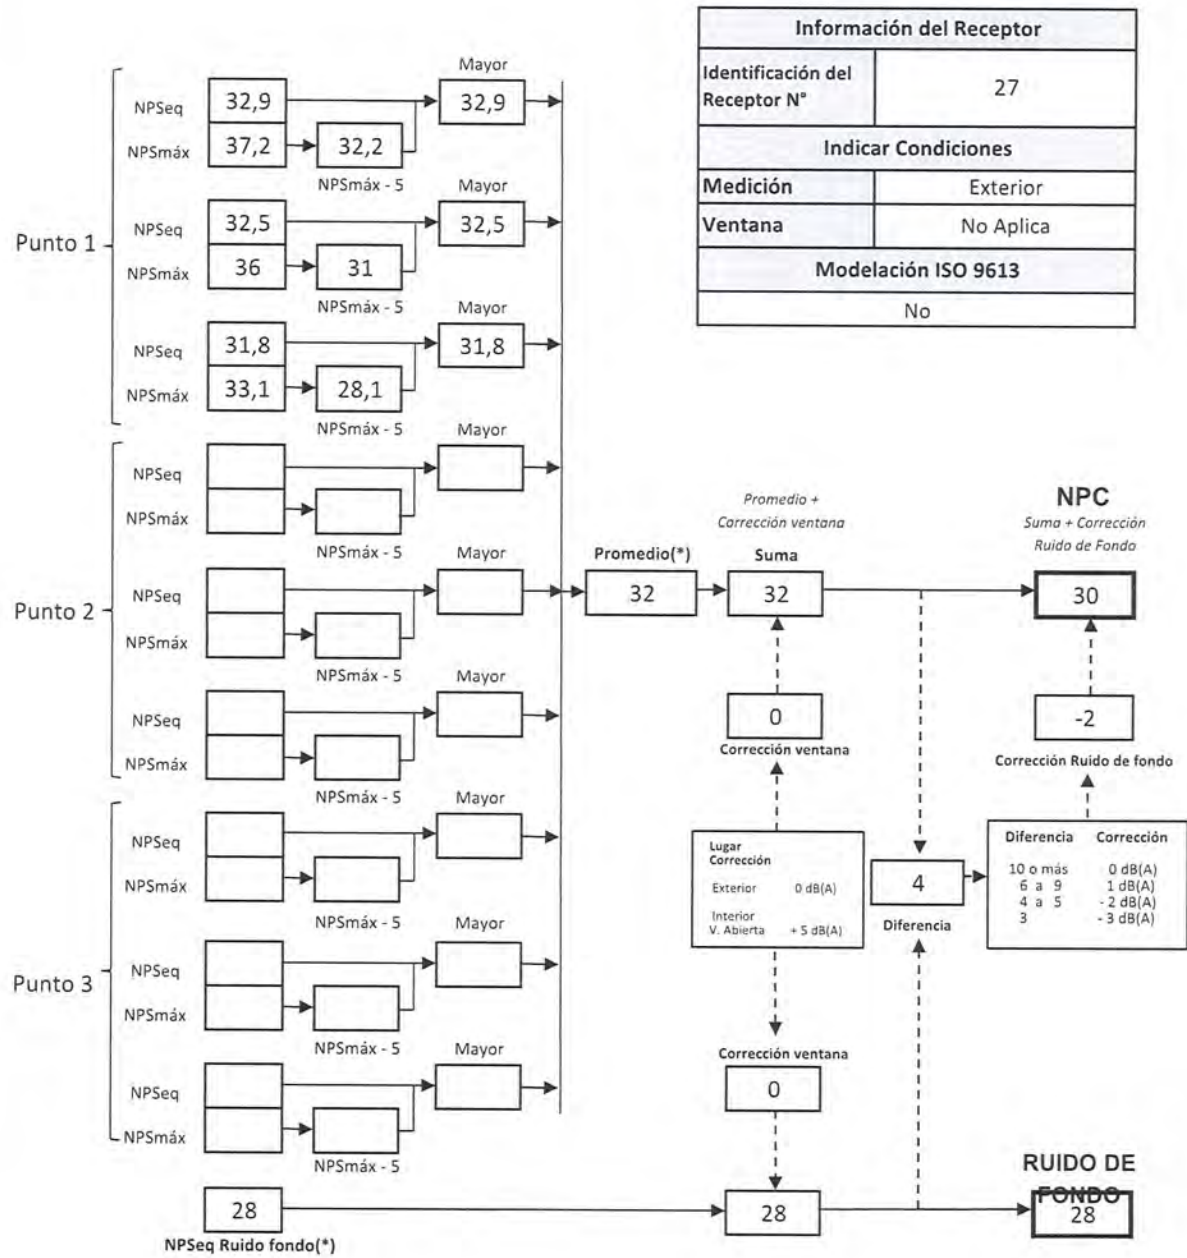 Información del Receptor
Identificación del Receptor N°
27
Indicar Condiciones
Medición
Exterior
Ventana
No Aplica
Modelación ISO 9613
No
Punto 1
Mayor
NPSeq
32,9
32,9
NPSmáx
37,2
32,2
NPSmáx - 5
Mayor
NPSeq
32,5
32,5
NPSmáx
36
31
NPSmáx - 5
Mayor
NPSeq
31,8
31,8
NPSmáx
33,1
28,1
NPSmáx - 5
Punto 2
Mayor
NPSeq
NPSmáx
NPSmáx - 5
Mayor
NPSeq
NPSmáx
NPSmáx - 5
Mayor
NPSeq
NPSmáx
NPSmáx - 5
Punto 3
Mayor
NPSeq
NPSmáx
NPSmáx - 5
Mayor
NPSeq
NPSmáx
NPSmáx - 5
Mayor
NPSeq
NPSmáx
NPSmáx - 5
28
NPSeq Ruido fondo(*)
Promedio(*)
32
Promedio +
Corrección ventana
Suma
32
0
Corrección ventana
Lugar
Corrección
Exterior 0 dB(A)
Interior
V. Abierta + 5 dB(A)
Corrección ventana
0
28
4
Diferencia
NPC
Suma + Corrección
Ruido de Fondo
30
-2
Corrección Ruido de fondo
Diferencia Corrección
10 o más 0 dB(A)
6 a 9 1 dB(A)
4 a 5 - 2 dB(A)
3 - 3 dB(A)
RUIDO DE
FONDO
28